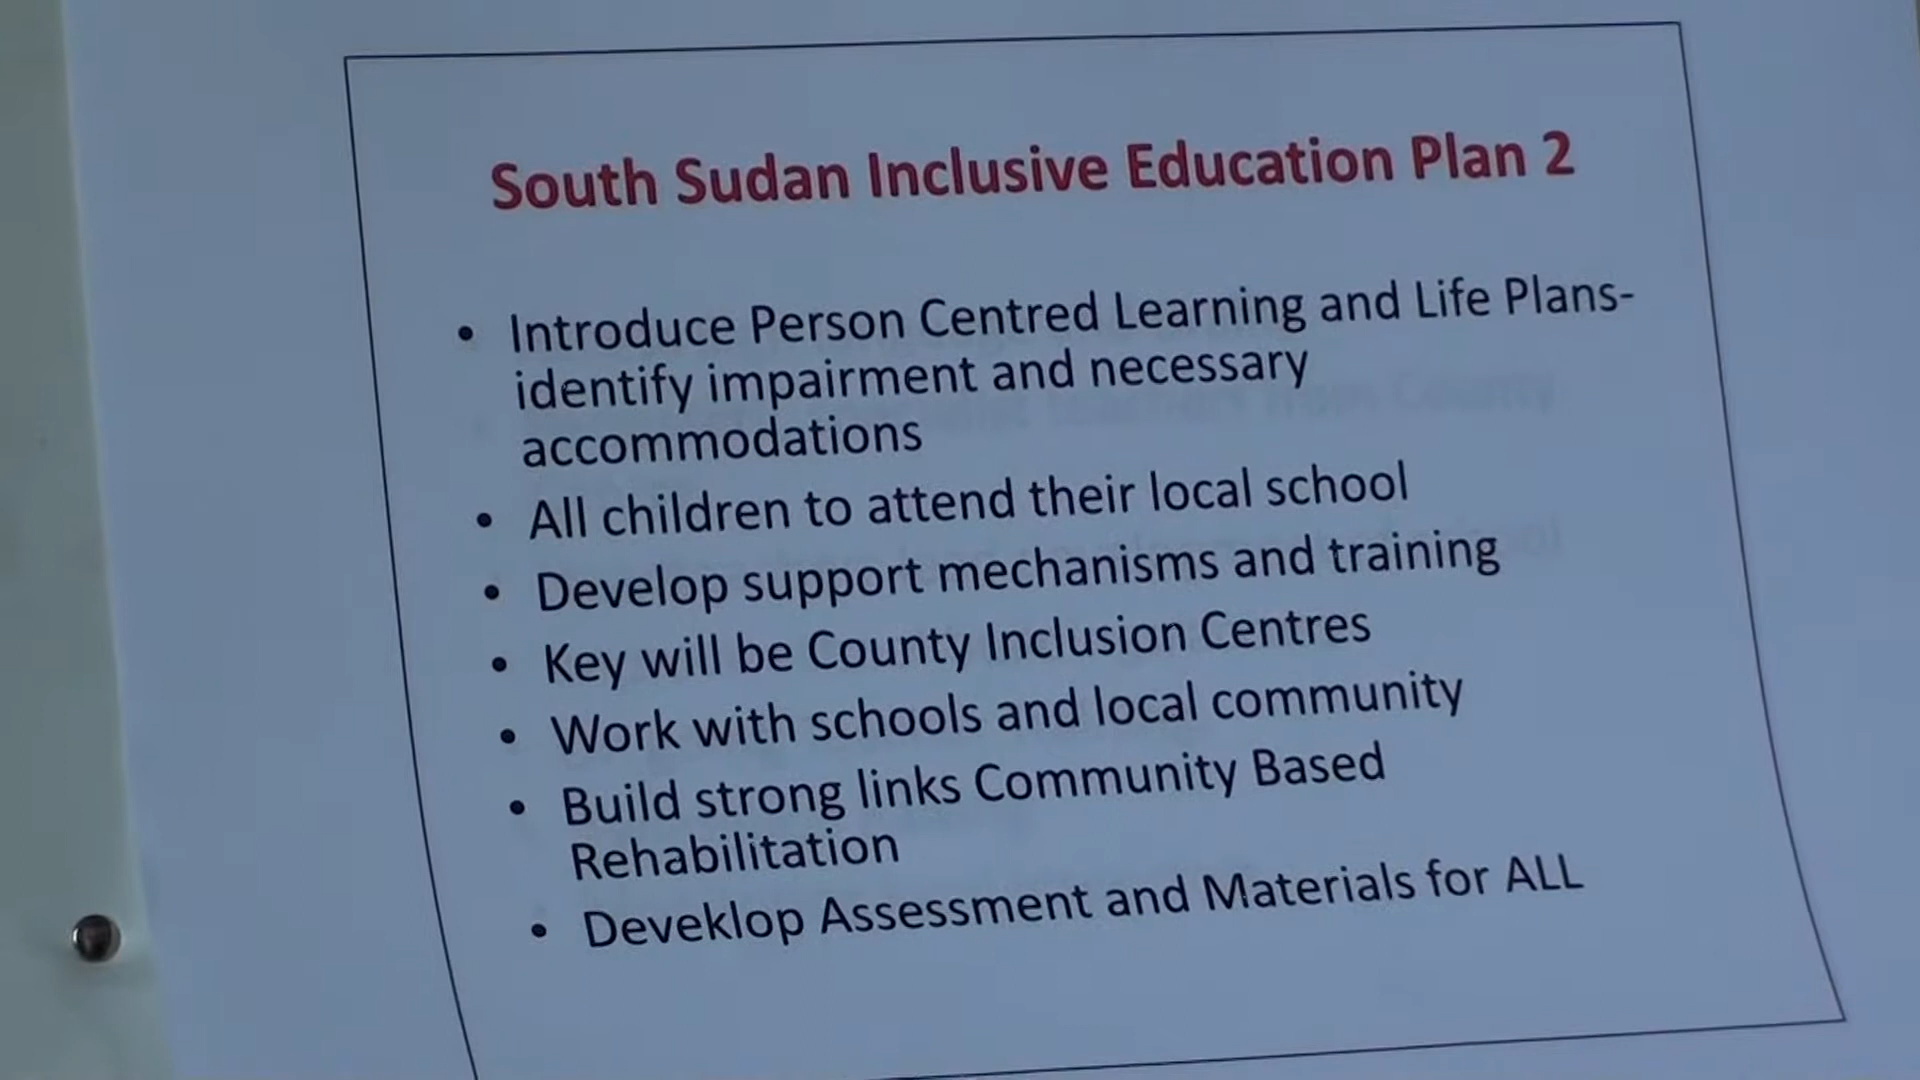 South Sudan Inclusive Education Plan 2
• Introduce Person Centred Learning and Life Plans-
identify impairment and necessary
accommodations
• All children to attend their local school
• Develop support mechanisms and training
• Key will be County Inclusion Centres
• Work with schools and local community
• Build strong links Community Based
Rehabilitation
• Deveklop Assessment and Materials for ALL